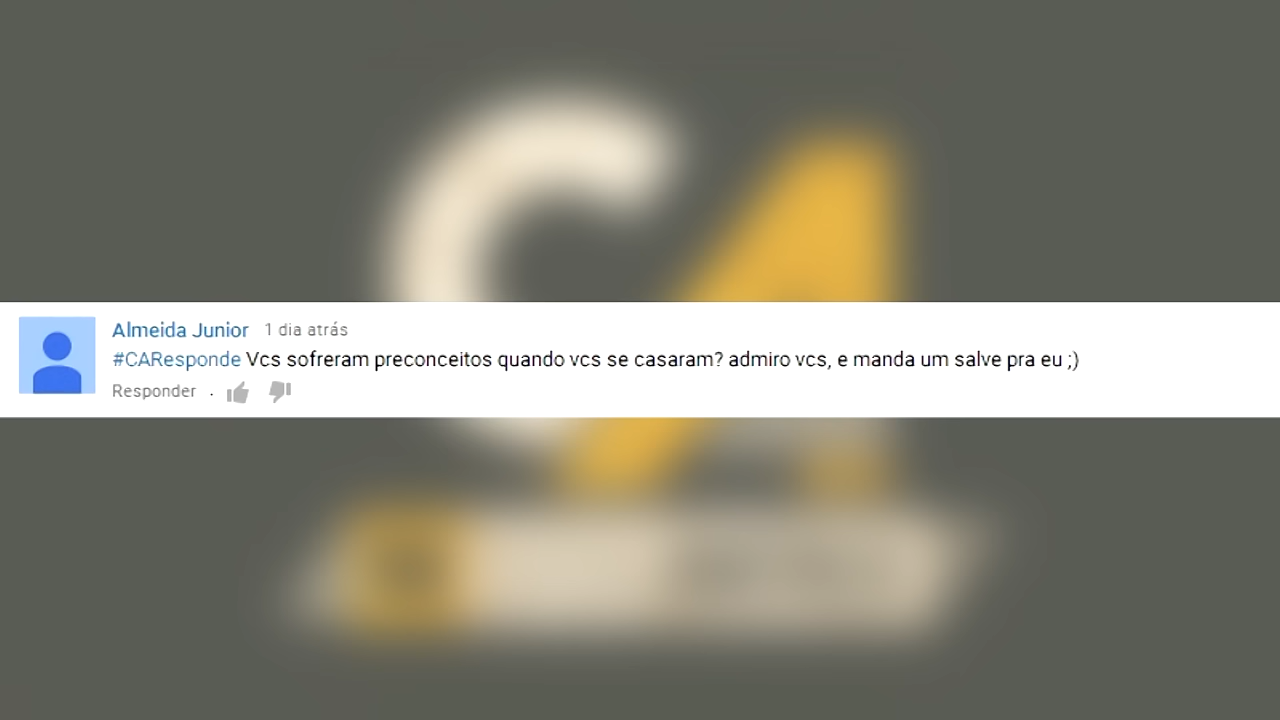 CA
Almeida Junior 1 dia atrás
#CAResponde Vcs sofreram preconceitos quando vcs se casaram? admiro vcs, e manda um salve pra eu ;)
Responder .